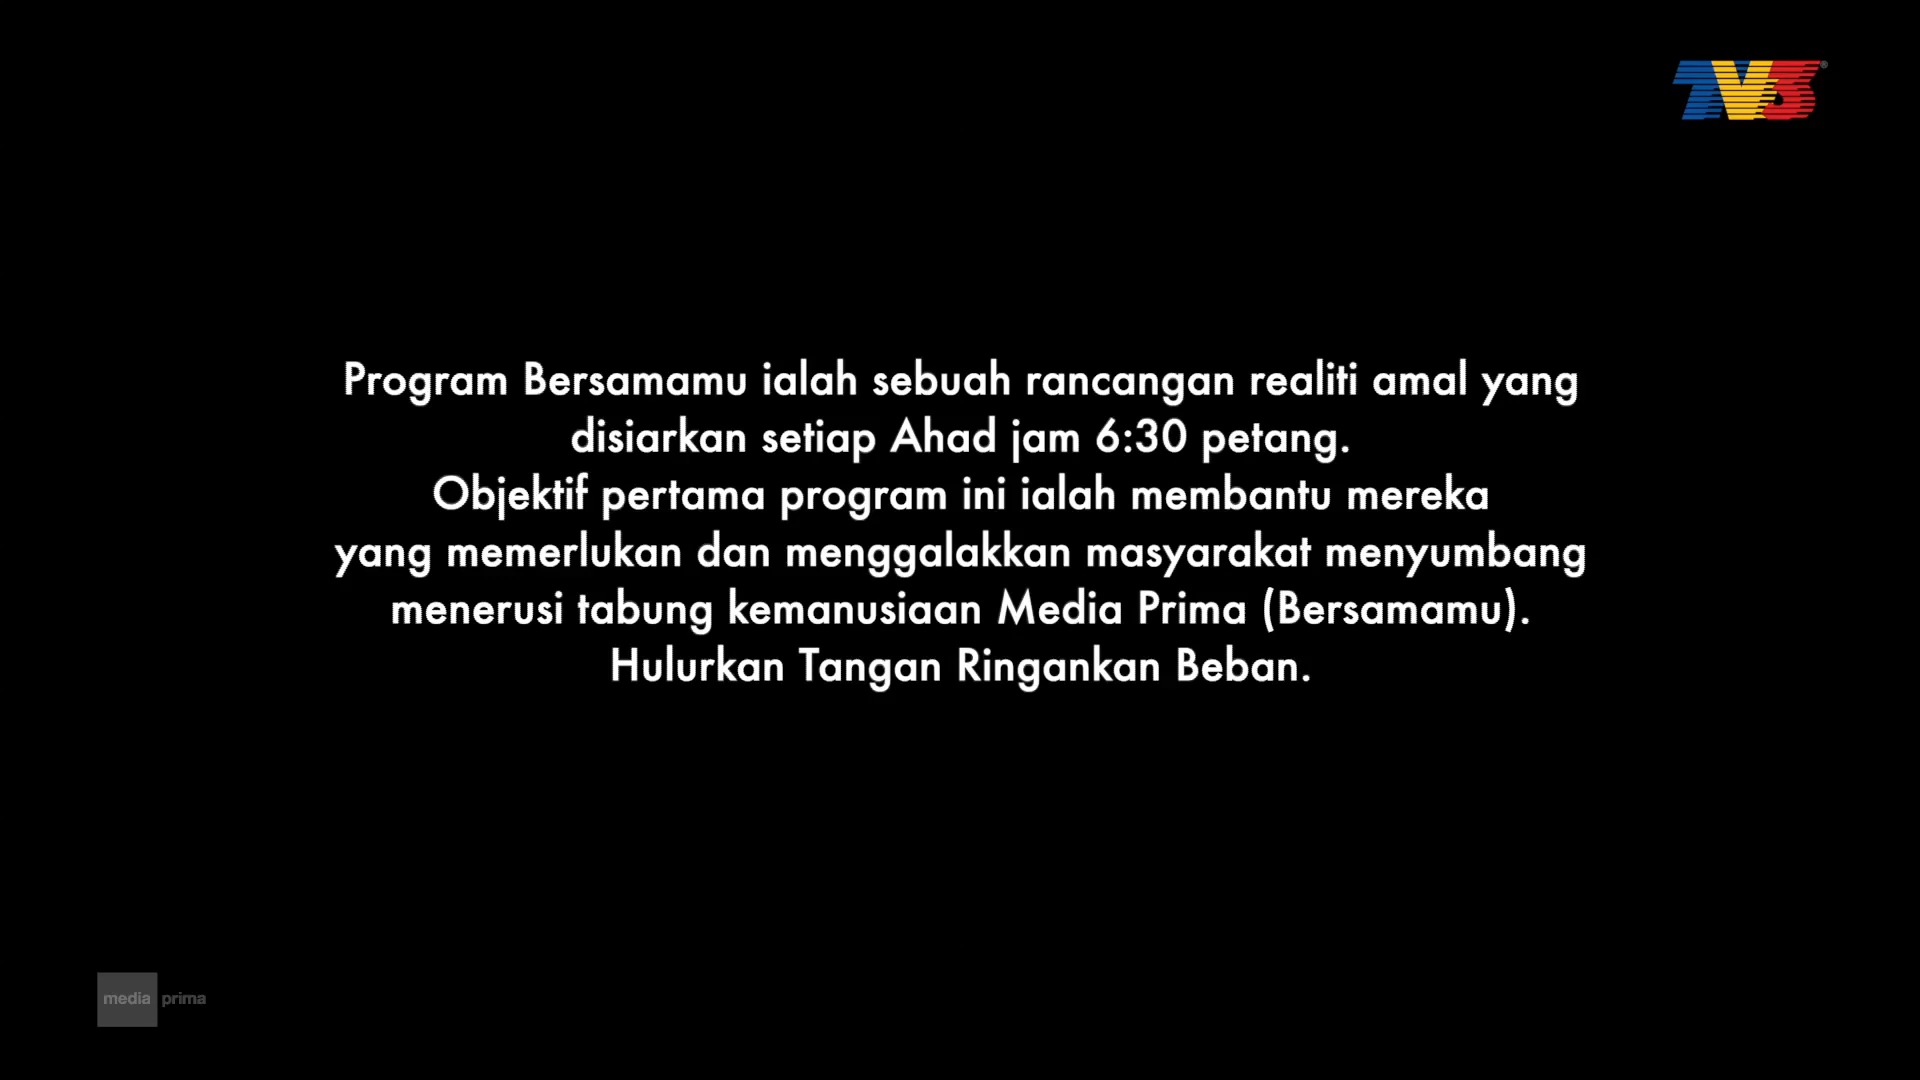 TV3
Program Bersamamu ialah sebuah rancangan realiti amal yang
disiarkan setiap Ahad jam 6:30 petang.
Objektif pertama program ini ialah membantu mereka
yang memerlukan dan menggalakkan masyarakat menyumbang
menerusi tabung kemanusiaan Media Prima (Bersamamu).
Hulurkan Tangan Ringankan Beban.
media prima